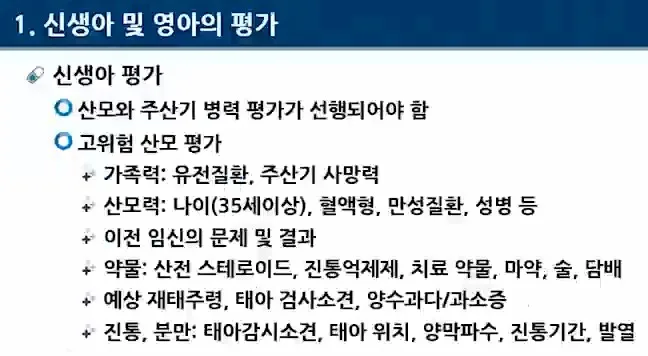 1. 신생아 및 영아의 평가
신생아 평가
산모와 주산기 병력 평가가 선행되어야 함
고위험 산모 평가
가족력: 유전질환, 주산기 사망력
산모력: 나이(35세이상), 혈액형, 만성질환, 성병 등
이전 임신의 문제 및 결과
약물: 산전 스테로이드, 진통억제제, 치료 약물, 마약, 술, 담배
예상 재태주령, 태아 검사소견, 양수과다/과소증
진통, 분만: 태아감시소견, 태아 위치, 양막파수, 진통기간, 발열